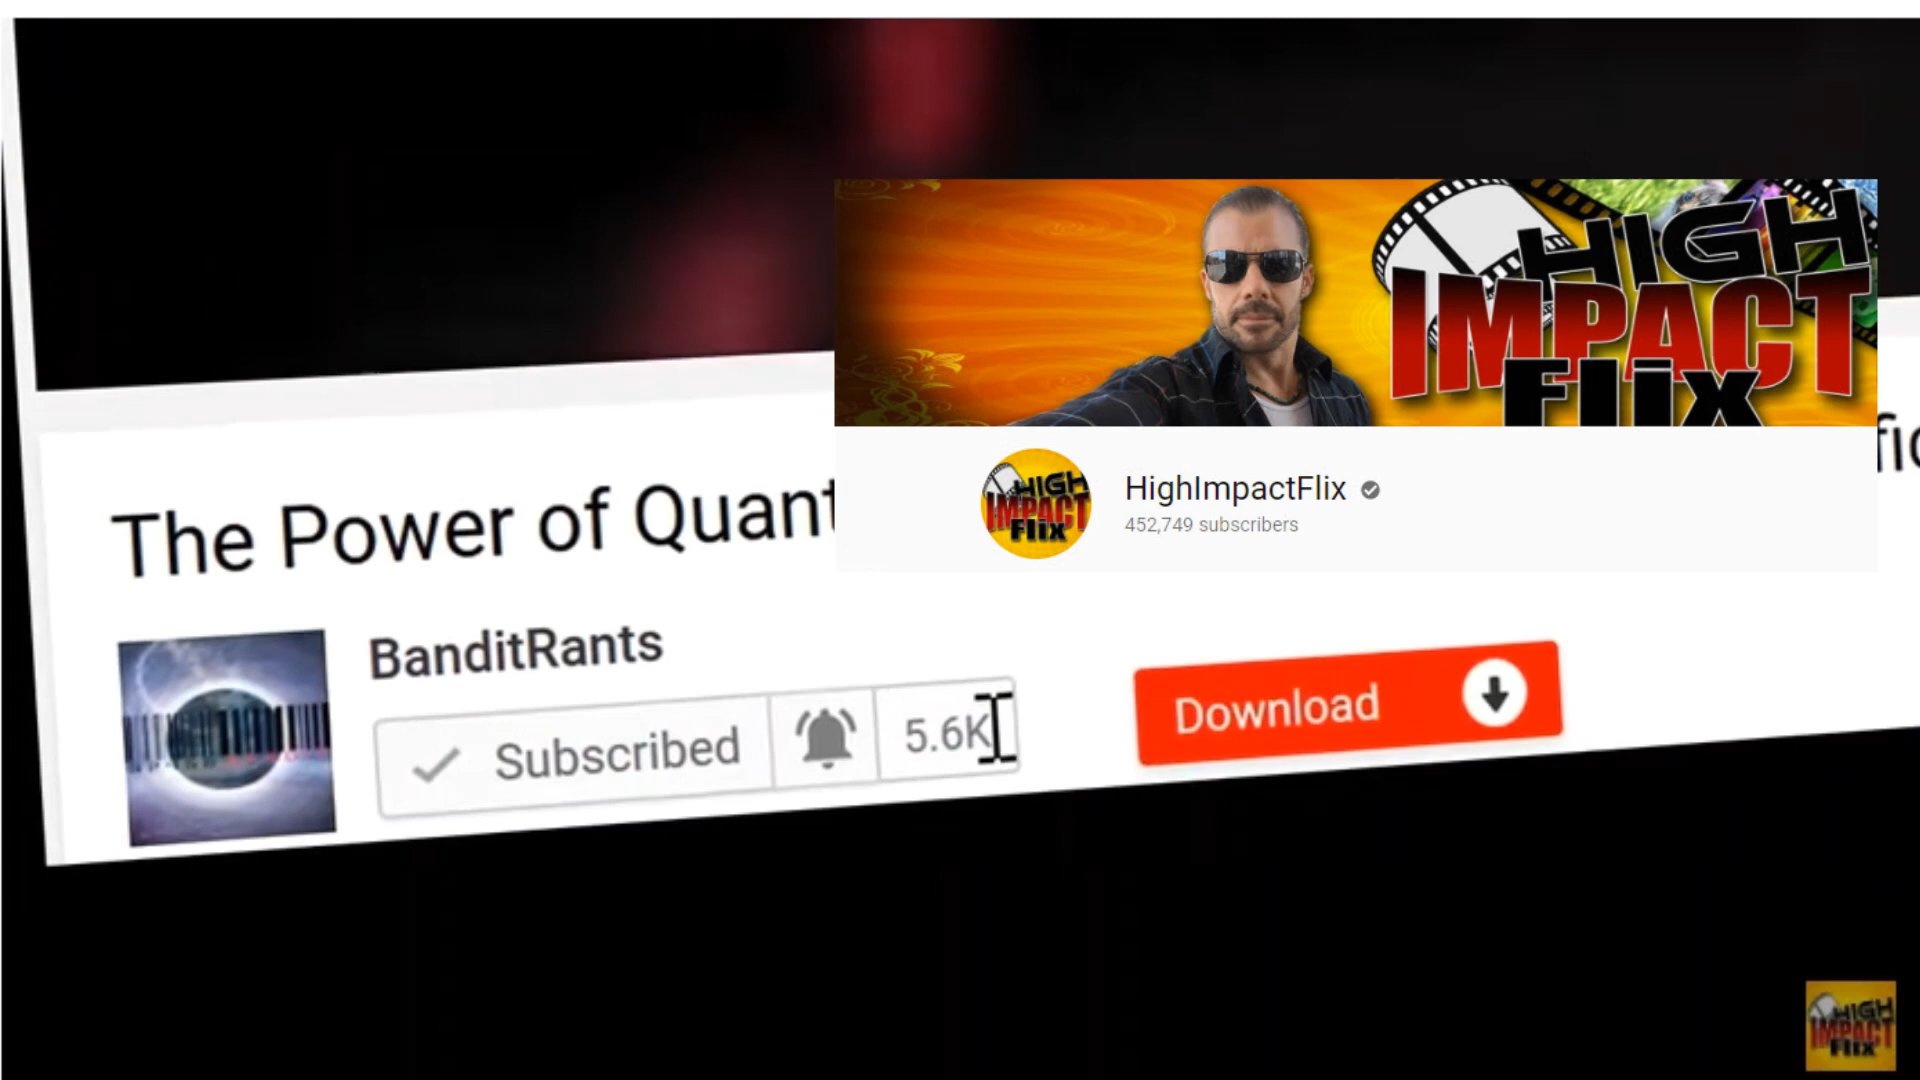 HIGH
IMPACT
FLIX
The Power of Quant
HIGH
IMPACT
Flix
HighImpactFlix
452,749 subscribers
BanditRants
Subscribed
5.6K
Download
HIGH
IMPACT
Flix